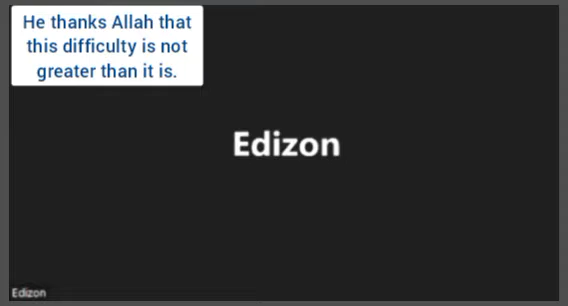 He thanks Allah that
this difficulty is not
greater than it is.
Edizon
Edizon